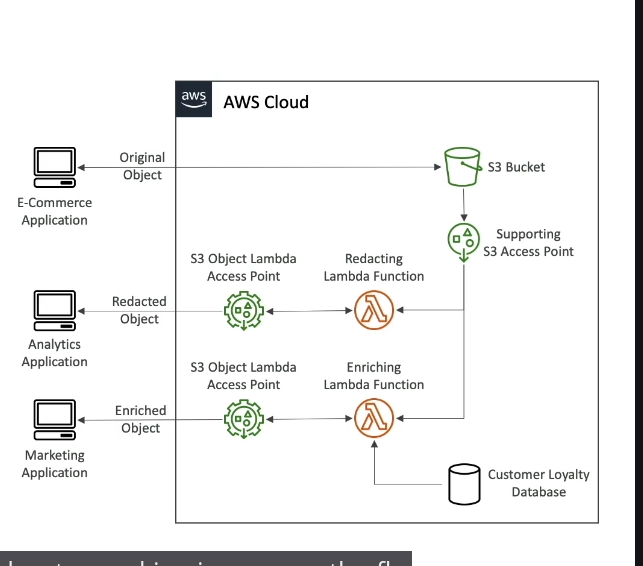 aws
AWS Cloud
Original
Object
S3 Bucket
E-Commerce
Application
Supporting
S3 Access Point
S3 Object Lambda
Access Point
Redacting
Lambda Function
Redacted
Object
Analytics
Application
S3 Object Lambda
Access Point
Enriching
Lambda Function
Enriched
Object
Marketing
Application
Customer Loyalty
Database